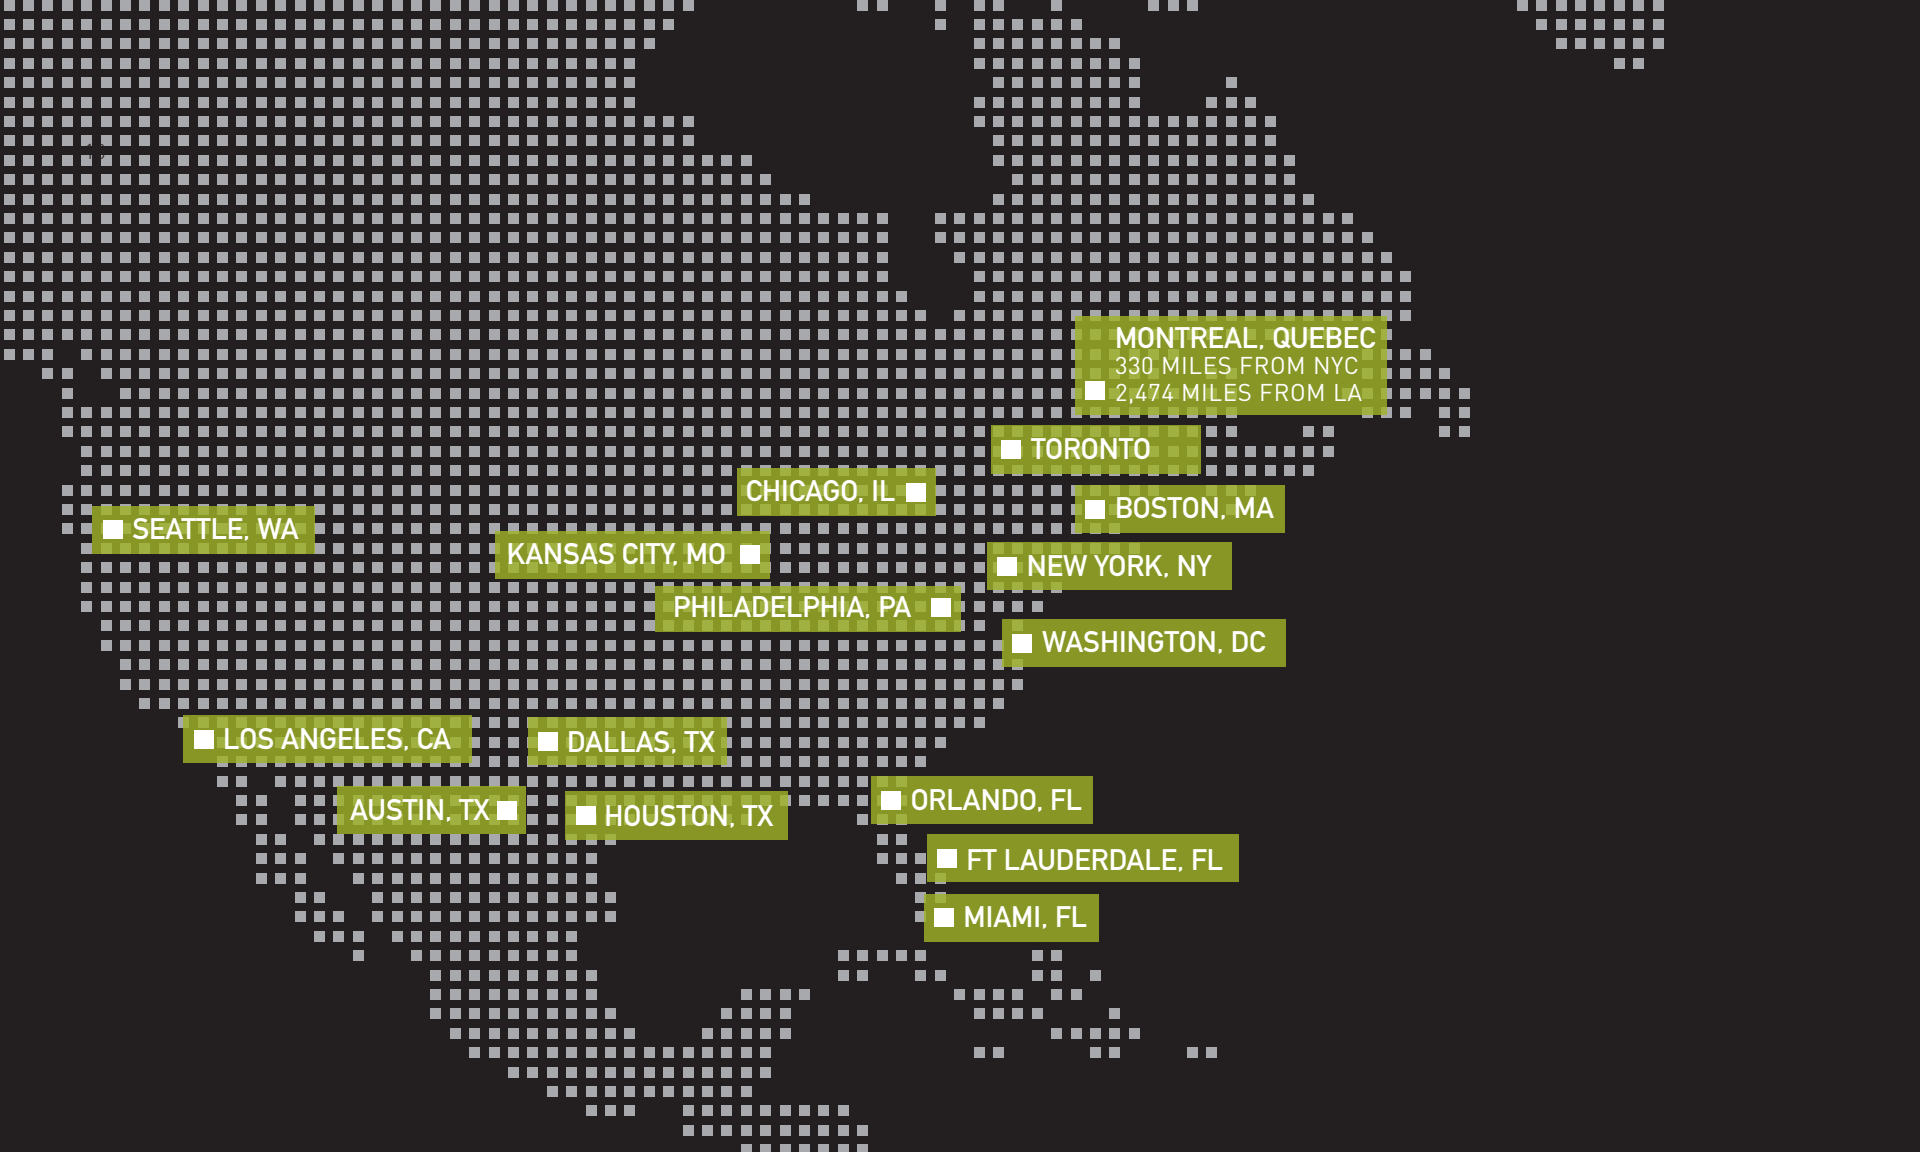 MONTREAL, QUEBEC
330 MILES FROM NYC
2,474 MILES FROM LA
TORONTO
CHICAGO, IL
BOSTON, MA
SEATTLE, WA
KANSAS CITY, MO
NEW YORK, NY
PHILADELPHIA, PA
WASHINGTON, DC
LOS ANGELES, CA
DALLAS, TX
ORLANDO, FL
AUSTIN, TX
HOUSTON, TX
FT LAUDERDALE, FL
MIAMI, FL